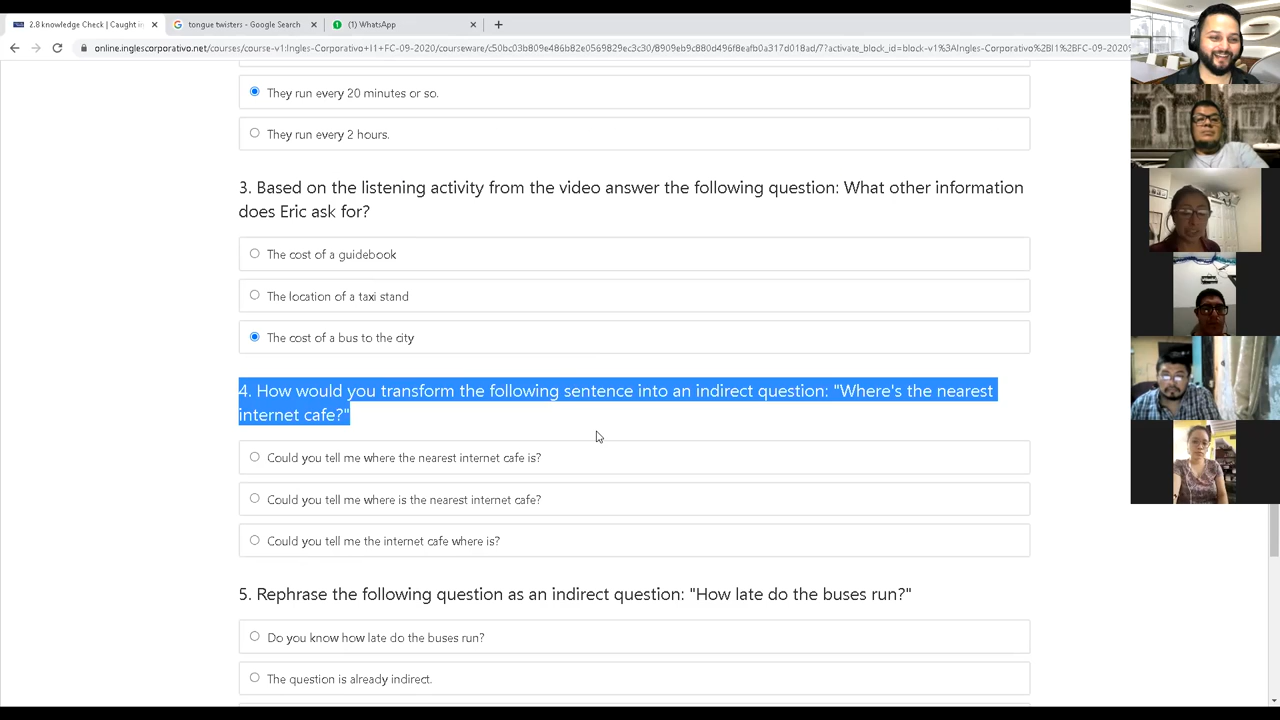 2.8 knowledge Check | Caught in
tongue twisters - Google Search
(1) WhatsApp
They run every 20 minutes or so.
They run every 2 hours.
3. Based on the listening activity from the video answer the following question: What other information
does Eric ask for?
The cost of a guidebook
The location of a taxi stand
The cost of a bus to the city
4. How would you transform the following sentence into an indirect question: "Where's the nearest
internet cafe?"
Could you tell me where the nearest internet cafe is?
Could you tell me where is the nearest internet cafe?
Could you tell me the internet cafe where is?
5. Rephrase the following question as an indirect question: "How late do the buses run?"
Do you know how late do the buses run?
The question is already indirect.